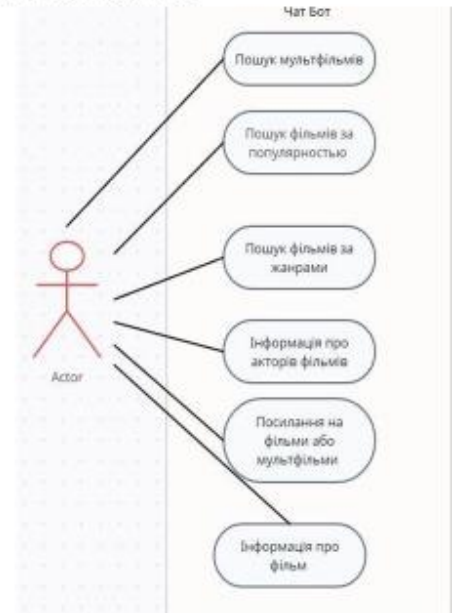 Чат Бот
Пошук мультфільмів
Пошук фільмів за
популярностью
Пошук фільмів за
жанрами
Actor
Інформація про
акторів фільмів
Посилання на
фільми або
мультфільми
Інформація про
фільм